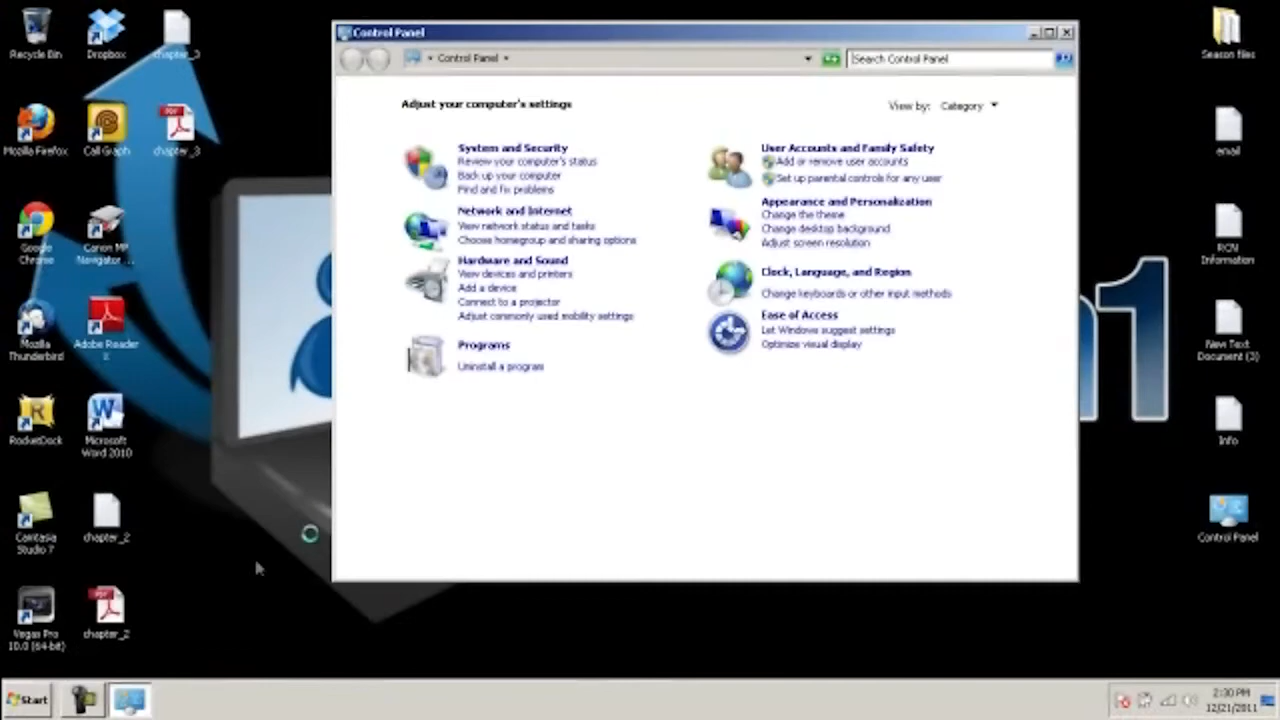 Recycle Bin
Dropbox
chapter_3
Mozilla Firefox
Call Graph
chapter_3
Google
Chrome
Canon MP
Navigator ...
Mozilla
Thunderbird
Adobe Reader
X
RocketDock
Microsoft
Word 2010
Camtasia
Studio 7
chapter_2
Vegas Pro
10.0 (64-bit)
chapter_2
Control Panel
Control Panel
Search Control Panel
Adjust your computer's settings
View by: Category
System and Security
Review your computer's status
Back up your computer
Find and fix problems
Network and Internet
View network status and tasks
Choose homegroup and sharing options
Hardware and Sound
View devices and printers
Add a device
Connect to a projector
Adjust commonly used mobility settings
Programs
Uninstall a program
User Accounts and Family Safety
Add or remove user accounts
Set up parental controls for any user
Appearance and Personalization
Change the theme
Change desktop background
Adjust screen resolution
Clock, Language, and Region
Change keyboards or other input methods
Ease of Access
Let Windows suggest settings
Optimize visual display
Season files
email
RCN
Information
New Text
Document (3)
Info
Control Panel
Start
2:30 PM
12/21/2011